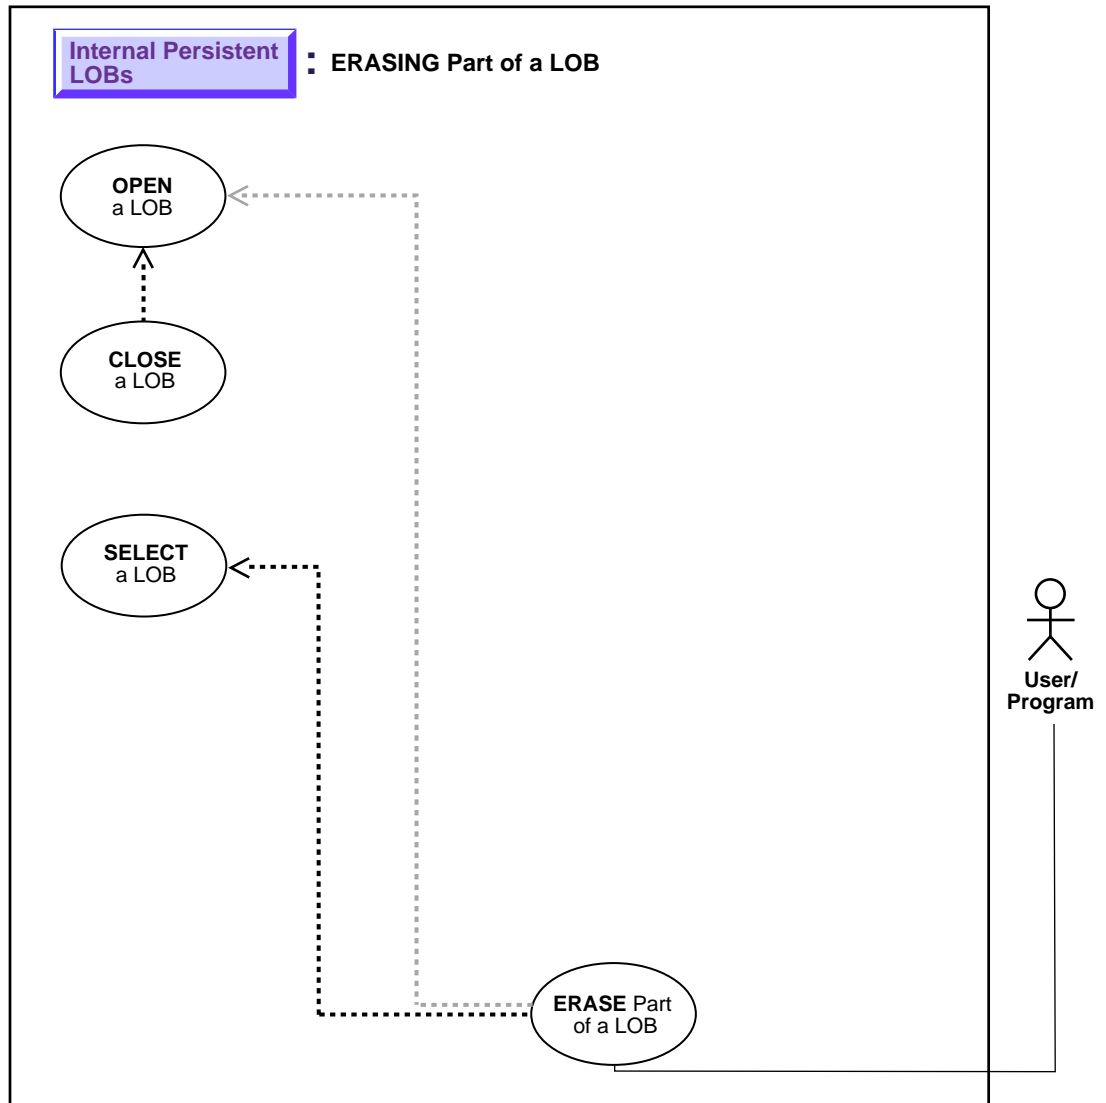 Internal Persistent
LOBs
: ERASING Part of a LOB
OPEN
a LOB
CLOSE
a LOB
SELECT
a LOB
User/
Program
ERASE Part
of a LOB